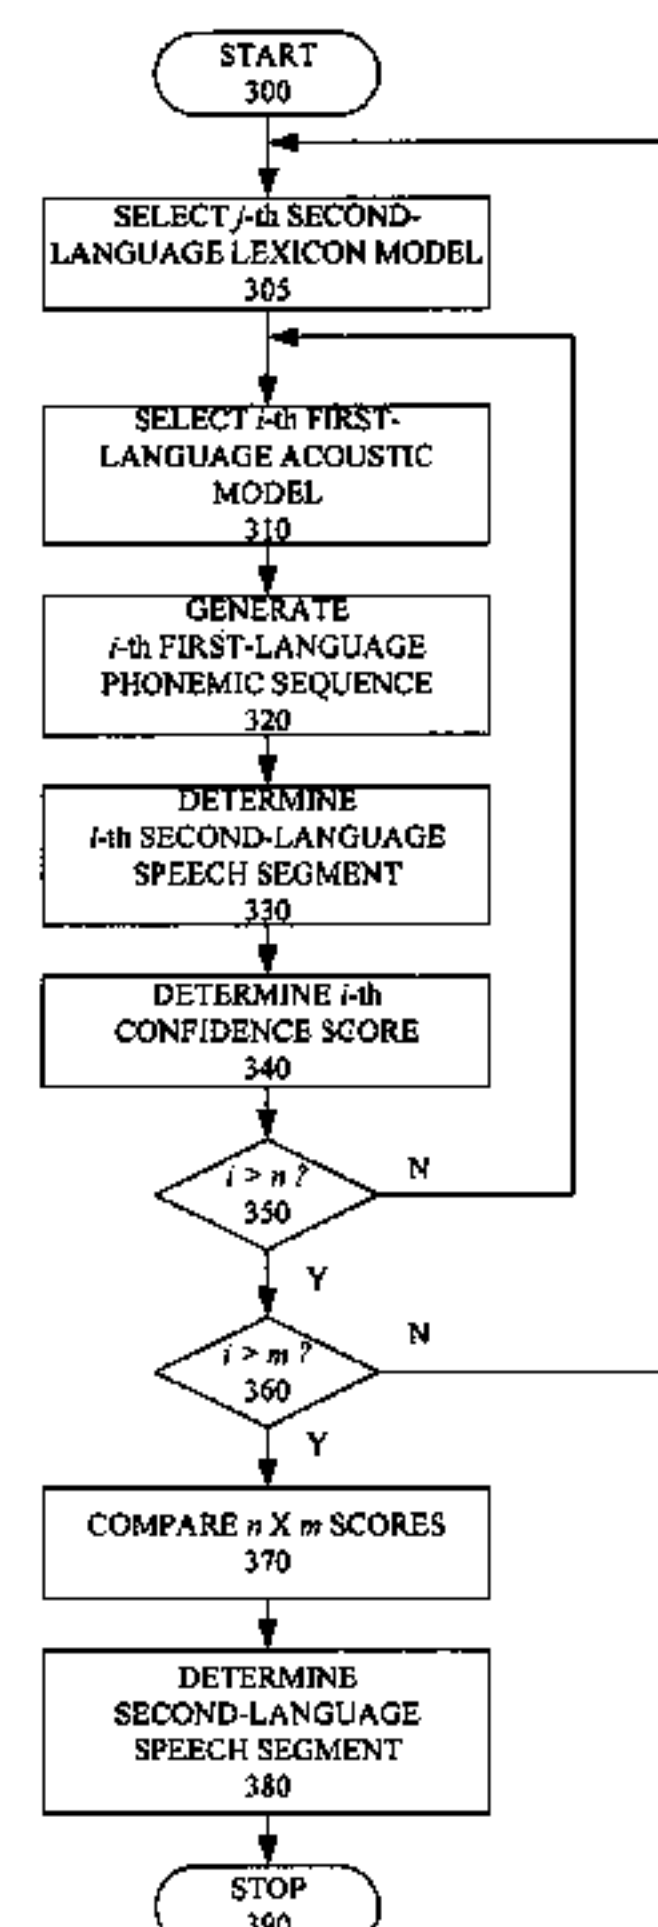 START
300
SELECT j-th SECOND-
LANGUAGE LEXICON MODEL
305
SELECT i-th FIRST-
LANGUAGE ACOUSTIC
MODEL
310
GENERATE
i-th FIRST-LANGUAGE
PHONEMIC SEQUENCE
320
DETERMINE
i-th SECOND-LANGUAGE
SPEECH SEGMENT
330
DETERMINE i-th
CONFIDENCE SCORE
340
i > n ?
350
N
Y
i > m ?
360
N
Y
COMPARE n X m SCORES
370
DETERMINE
SECOND-LANGUAGE
SPEECH SEGMENT
380
STOP
390